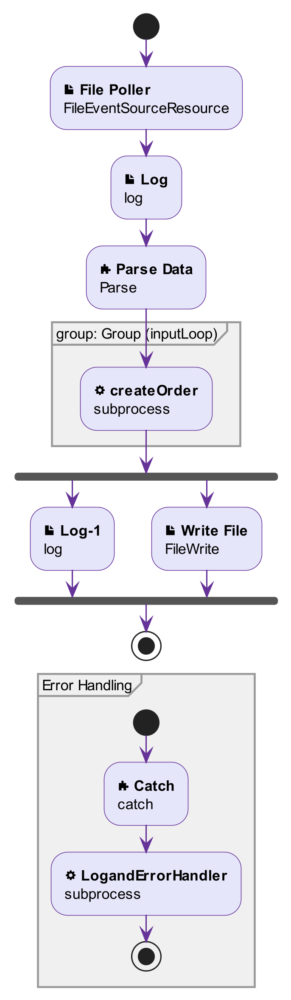 File Poller
FileEventSourceResource
Log
log
Parse Data
Parse
group: Group (inputLoop)
createOrder
subprocess
Log-1
log
Write File
FileWrite
Error Handling
Catch
catch
LogandErrorHandler
subprocess